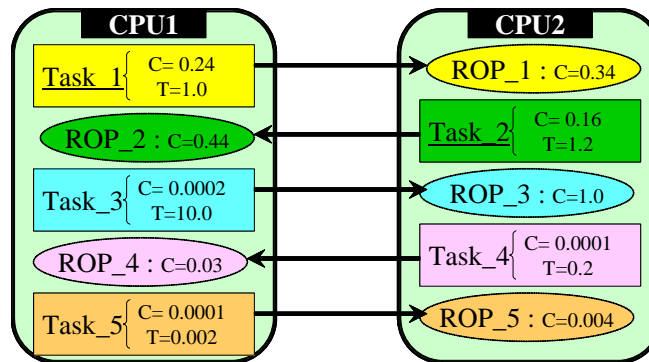 CPU1
CPU2
Task_1 C= 0.24
T=1.0
ROP_1 : C=0.34
ROP_2 : C=0.44
Task_2 C= 0.16
T=1.2
Task_3 C= 0.0002
T=10.0
ROP_3 : C=1.0
ROP_4 : C=0.03
Task_4 C= 0.0001
T=0.2
Task_5 C= 0.0001
T=0.002
ROP_5 : C=0.004